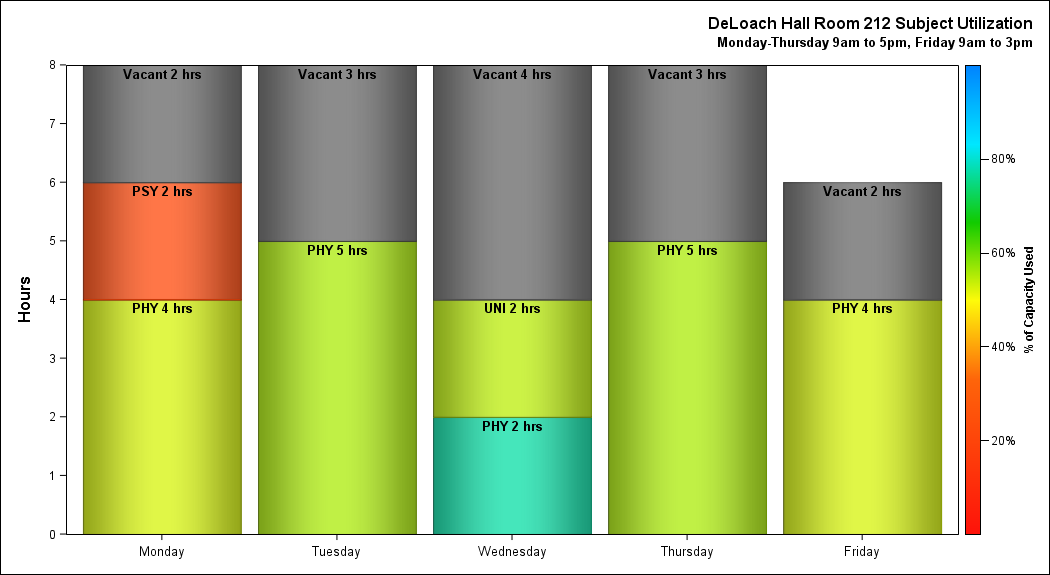 DeLoach Hall Room 212 Subject Utilization
Monday-Thursday 9am to 5pm, Friday 9am to 3pm
8
7
6
5
4
3
2
1
0
Hours
Vacant 2 hrs
PSY 2 hrs
PHY 4 hrs
Vacant 3 hrs
PHY 5 hrs
Vacant 4 hrs
UNI 2 hrs
PHY 2 hrs
Vacant 3 hrs
PHY 5 hrs
Vacant 2 hrs
PHY 4 hrs
Monday
Tuesday
Wednesday
Thursday
Friday
80%
60%
40%
20%
% of Capacity Used